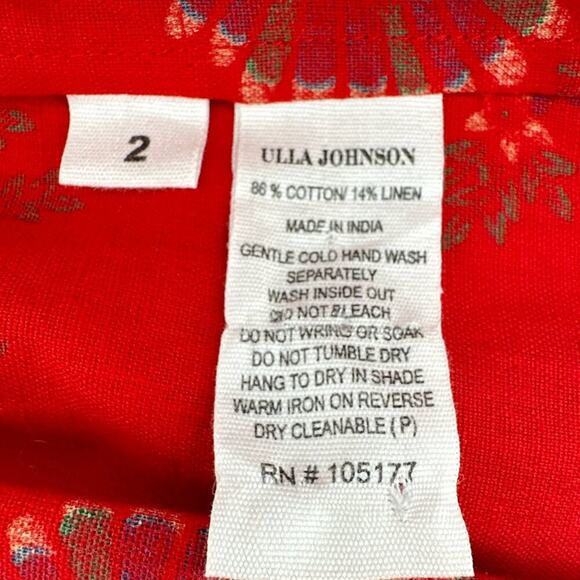 2
ULLA JOHNSON
86 % COTTON/ 14% LINEN
MADE IN INDIA
GENTLE COLD HAND WASH
SEPARATELY
WASH INSIDE OUT
DO NOT BLEACH
DO NOT WRING OR SOAK
DO NOT TUMBLE DRY
HANG TO DRY IN SHADE
WARM IRON ON REVERSE
DRY CLEANABLE ( P)
RN # 105177